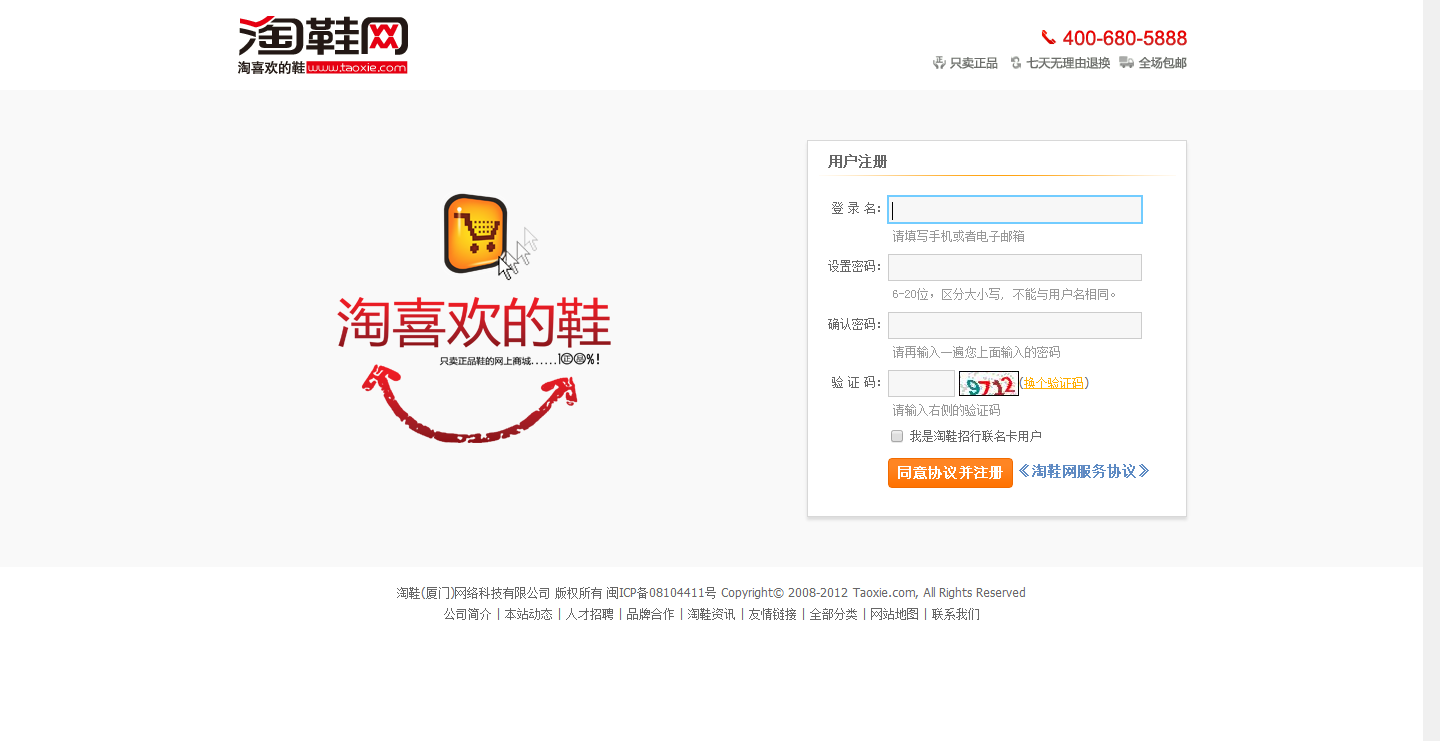 淘鞋网
淘喜欢的鞋www.taoxie.com
400-680-5888
只卖正品 七天无理由退换 全场包邮
淘喜欢的鞋
只卖正品鞋的网上商城……
用户注册
登 录 名:
请填写手机或者电子邮箱
设置密码:
6-20位，区分大小写, 不能与用户名相同。
确认密码:
请再输入一遍您上面输入的密码
验 证 码: 9712 (换个验证码)
请输入右侧的验证码
我是淘鞋招行联名卡用户
同意协议并注册 《淘鞋网服务协议》
淘鞋(厦门)网络科技有限公司 版权所有 闽ICP备08104411号 Copyright© 2008-2012 Taoxie.com, All Rights Reserved
公司简介 | 本站动态 | 人才招聘 | 品牌合作 | 淘鞋资讯 | 友情链接 | 全部分类 | 网站地图 | 联系我们